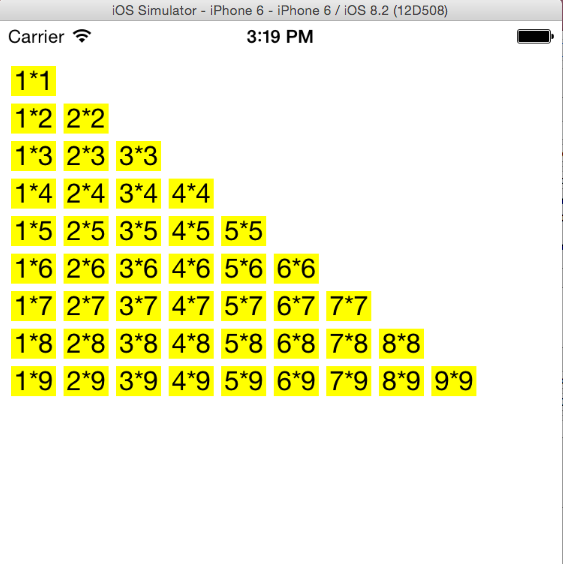 iOS Simulator - iPhone 6 - iPhone 6 / iOS 8.2 (12D508)
Carrier 3:19 PM
1*1
1*2 2*2
1*3 2*3 3*3
1*4 2*4 3*4 4*4
1*5 2*5 3*5 4*5 5*5
1*6 2*6 3*6 4*6 5*6 6*6
1*7 2*7 3*7 4*7 5*7 6*7 7*7
1*8 2*8 3*8 4*8 5*8 6*8 7*8 8*8
1*9 2*9 3*9 4*9 5*9 6*9 7*9 8*9 9*9